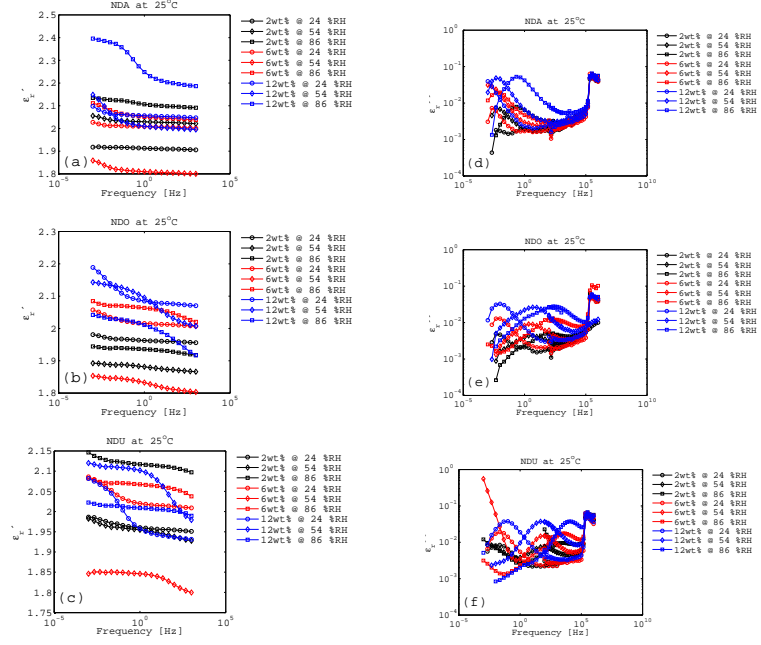 NDA at 25°C
2.5
2.4
2.3
2.2
2.1
2
1.9
1.8
εr′
(a)
10^-5
10^0
10^5
Frequency [Hz]
2wt% @ 24 %RH
2wt% @ 54 %RH
2wt% @ 86 %RH
6wt% @ 24 %RH
6wt% @ 54 %RH
6wt% @ 86 %RH
12wt% @ 24 %RH
12wt% @ 54 %RH
12wt% @ 86 %RH
NDA at 25°C
10^0
10^-1
10^-2
10^-3
10^-4
εr′′
(d)
10^-5
10^0
10^5
10^10
Frequency [Hz]
2wt% @ 24 %RH
2wt% @ 54 %RH
2wt% @ 86 %RH
6wt% @ 24 %RH
6wt% @ 54 %RH
6wt% @ 86 %RH
12wt% @ 24 %RH
12wt% @ 54 %RH
12wt% @ 86 %RH
NDO at 25°C
2.3
2.2
2.1
2
1.9
1.8
εr′
(b)
10^-5
10^0
10^5
Frequency [Hz]
2wt% @ 24 %RH
2wt% @ 54 %RH
2wt% @ 86 %RH
6wt% @ 24 %RH
6wt% @ 54 %RH
6wt% @ 86 %RH
12wt% @ 24 %RH
12wt% @ 54 %RH
12wt% @ 86 %RH
NDO at 25°C
10^0
10^-1
10^-2
10^-3
10^-4
εr′′
(e)
10^-5
10^0
10^5
10^10
Frequency [Hz]
2wt% @ 24 %RH
2wt% @ 54 %RH
2wt% @ 86 %RH
6wt% @ 24 %RH
6wt% @ 54 %RH
6wt% @ 86 %RH
12wt% @ 24 %RH
12wt% @ 54 %RH
12wt% @ 86 %RH
NDU at 25°C
2.15
2.1
2.05
2
1.95
1.9
1.85
1.8
1.75
εr′
(c)
10^-5
10^0
10^5
Frequency [Hz]
2wt% @ 24 %RH
2wt% @ 54 %RH
2wt% @ 86 %RH
6wt% @ 24 %RH
6wt% @ 54 %RH
6wt% @ 86 %RH
12wt% @ 24 %RH
12wt% @ 54 %RH
12wt% @ 86 %RH
NDU at 25°C
10^0
10^-1
10^-2
10^-3
10^-4
εr′′
(f)
10^-5
10^0
10^5
10^10
Frequency [Hz]
2wt% @ 24 %RH
2wt% @ 54 %RH
2wt% @ 86 %RH
6wt% @ 24 %RH
6wt% @ 54 %RH
6wt% @ 86 %RH
12wt% @ 24 %RH
12wt% @ 54 %RH
12wt% @ 86 %RH